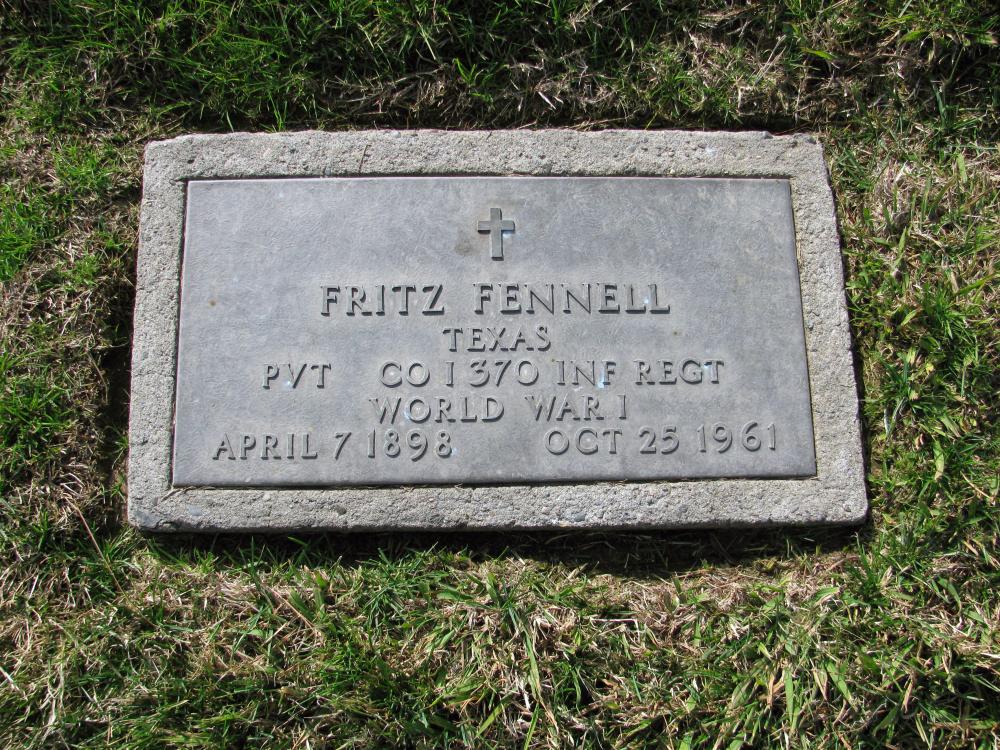 FRITZ FENNELL
TEXAS
PVT CO I 370 INF REGT
WORLD WAR I
APRIL 7 1898 OCT 25 1961